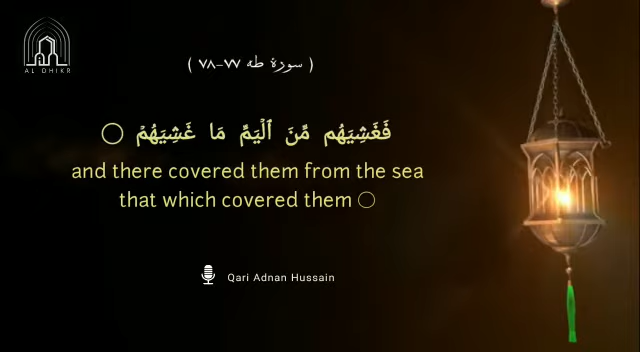 AL DHIKR
( سورة طه ٧٧-٧٨ )
فَغَشِيَهُم مِّنَ ٱلْيَمِّ مَا غَشِيَهُمْ ۝
and there covered them from the sea
that which covered them ۝
Qari Adnan Hussain